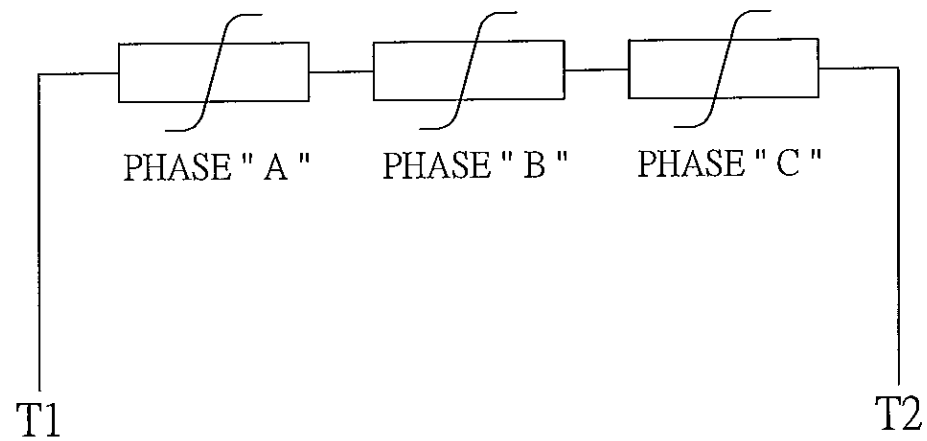 PHASE " A "
PHASE " B "
PHASE " C "
T1
T2